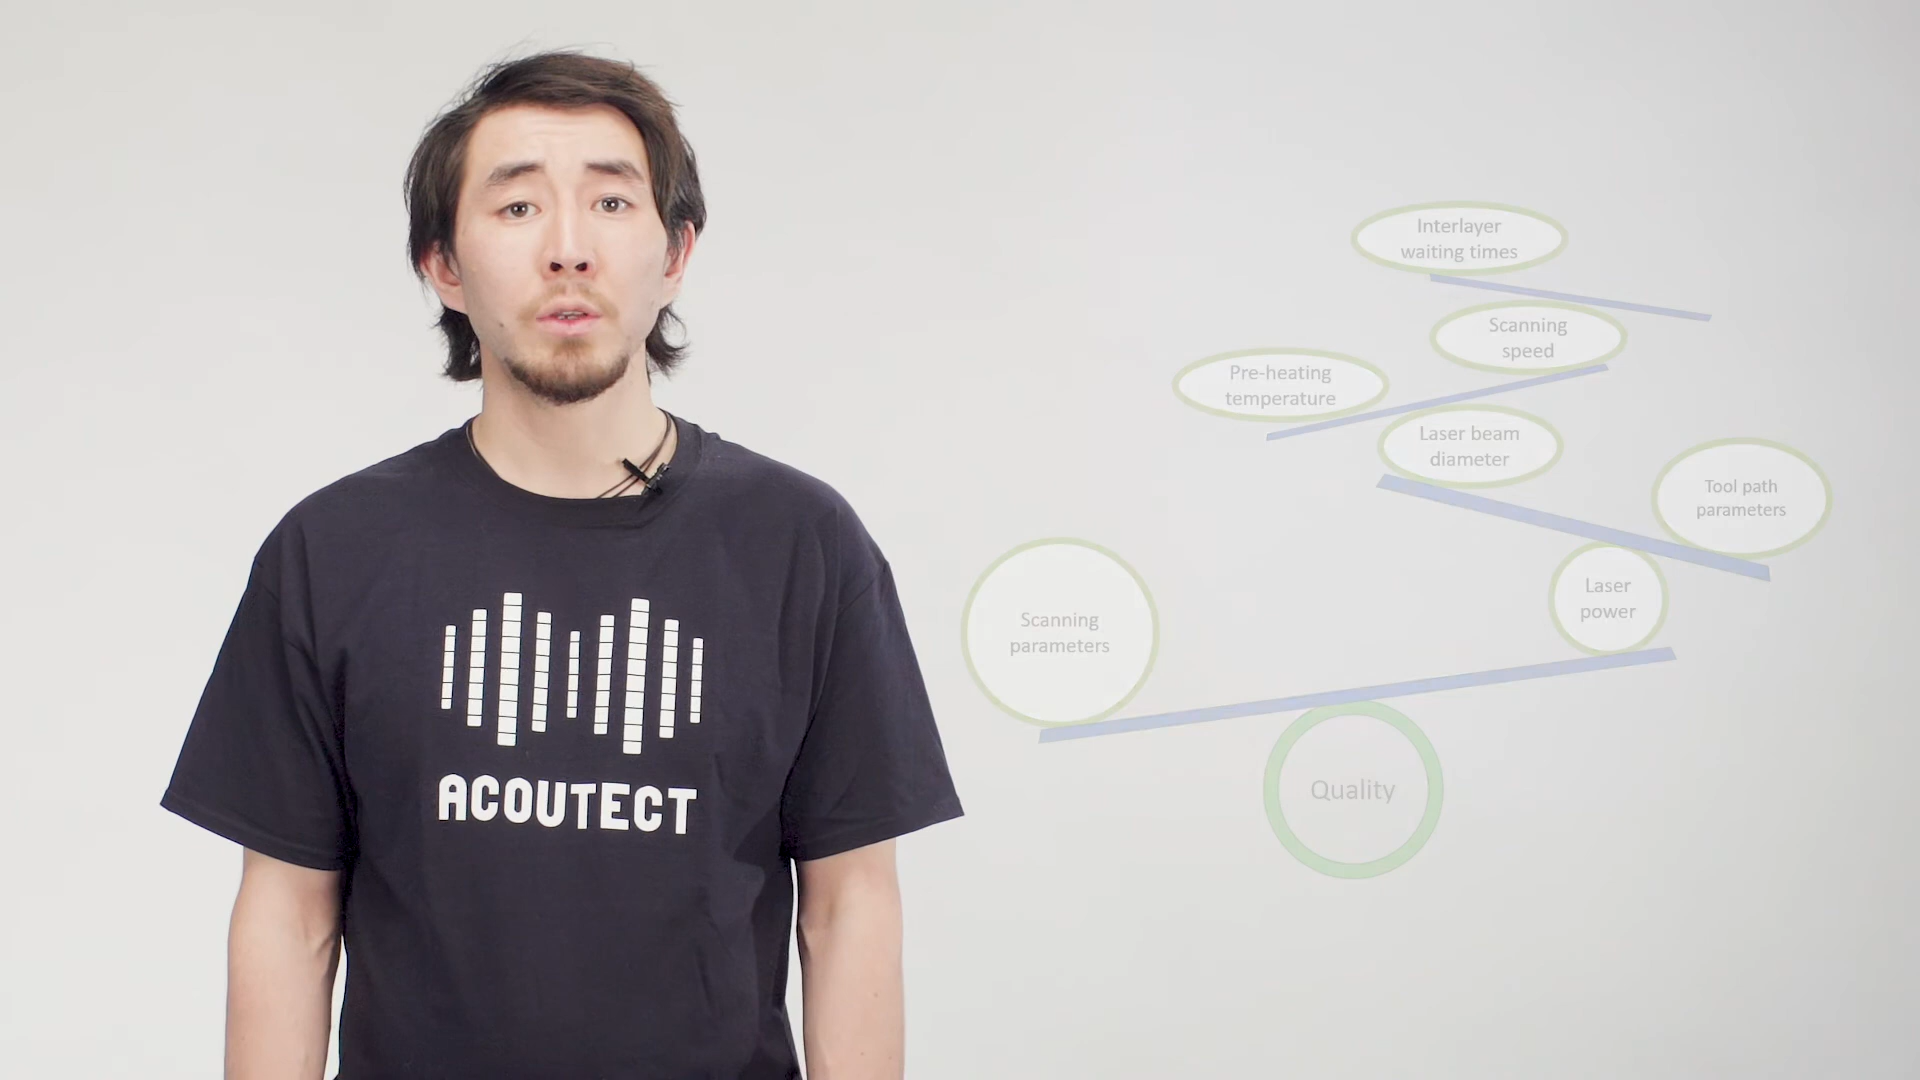 Interlayer
waiting times
Scanning
speed
Pre-heating
temperature
Laser beam
diameter
Tool path
parameters
Laser
power
Scanning
parameters
Quality
ACOUTECT